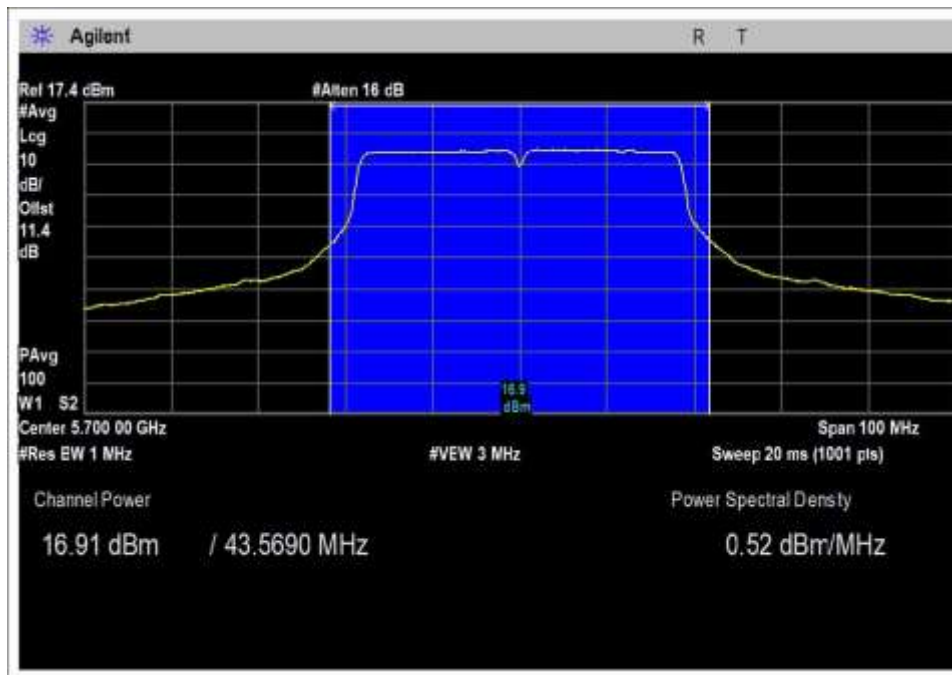 Agilent R T
Ref 17.4 dBm #Atten 16 dB
#Avg
Log
10
dB/
Offst
11.4
dB
PAvg
100
W1 S2
16.9
dBm
Center 5.700 00 GHz Span 100 MHz
#Res BW 1 MHz #VBW 3 MHz Sweep 20 ms (1001 pts)
Channel Power Power Spectral Density
16.91 dBm / 43.5690 MHz 0.52 dBm/MHz